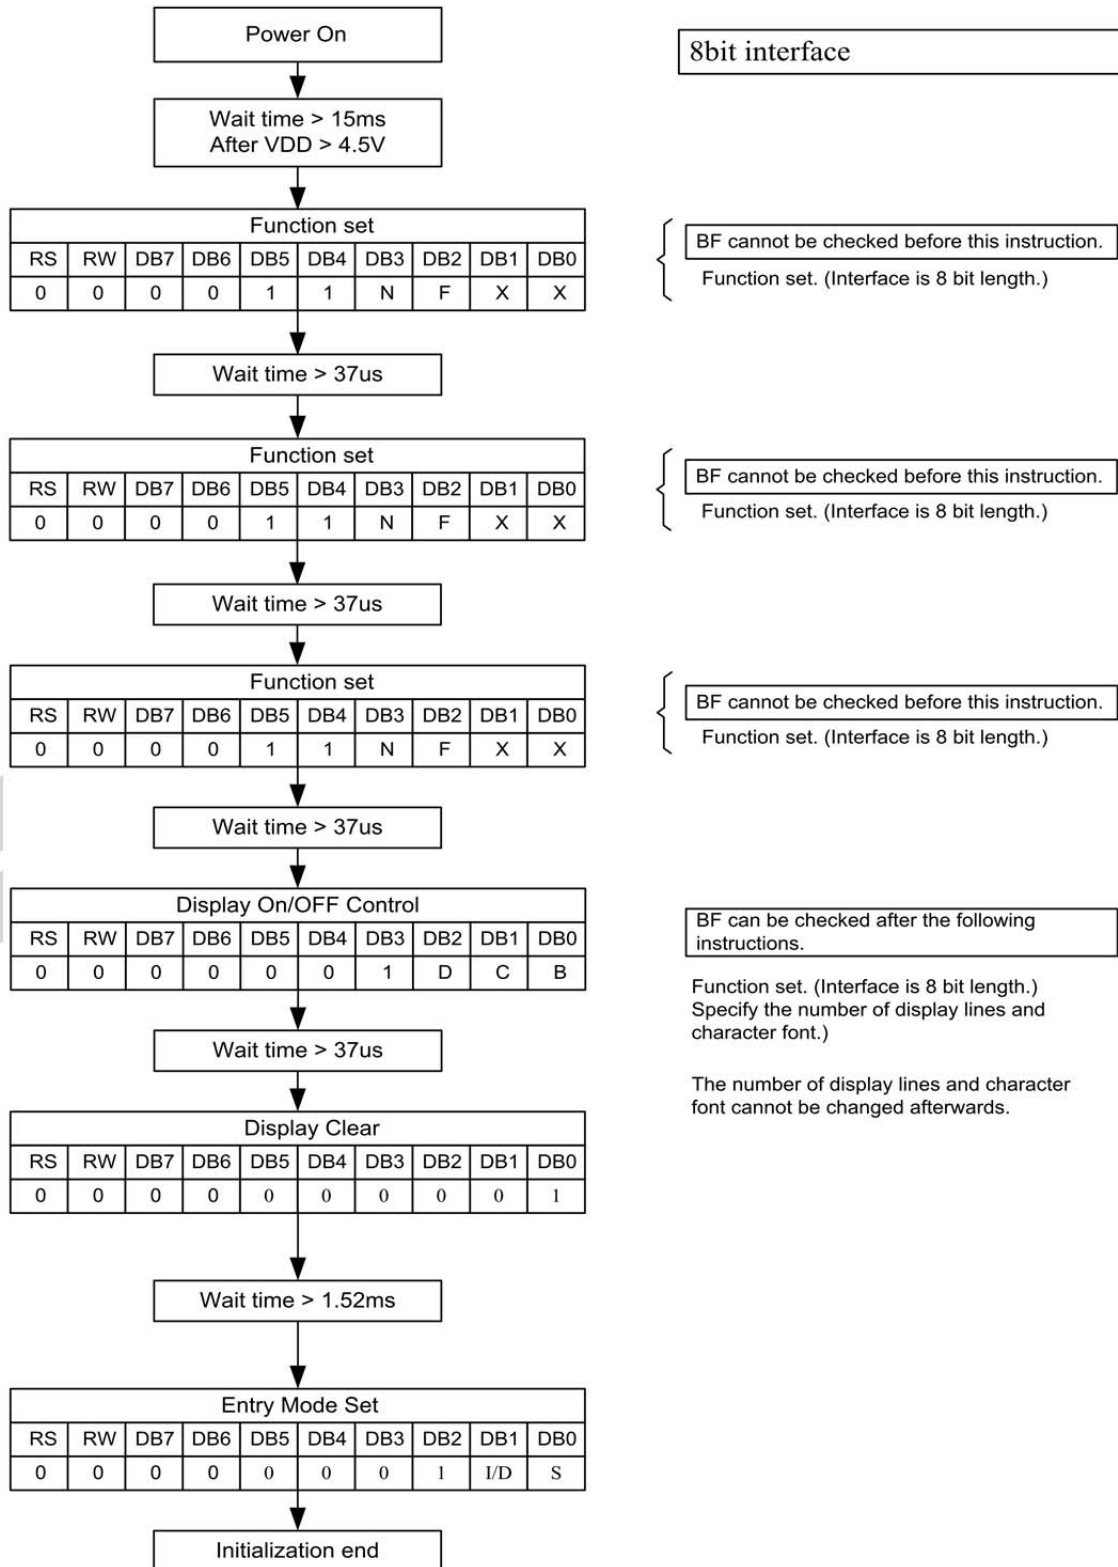 Power On
8bit interface
Wait time > 15ms
After VDD > 4.5V
Function set
RS RW DB7 DB6 DB5 DB4 DB3 DB2 DB1 DB0
0 0 0 0 1 1 N F X X
BF cannot be checked before this instruction.
Function set. (Interface is 8 bit length.)
Wait time > 37us
Function set
RS RW DB7 DB6 DB5 DB4 DB3 DB2 DB1 DB0
0 0 0 0 1 1 N F X X
BF cannot be checked before this instruction.
Function set. (Interface is 8 bit length.)
Wait time > 37us
Function set
RS RW DB7 DB6 DB5 DB4 DB3 DB2 DB1 DB0
0 0 0 0 1 1 N F X X
BF cannot be checked before this instruction.
Function set. (Interface is 8 bit length.)
Wait time > 37us
Display On/OFF Control
RS RW DB7 DB6 DB5 DB4 DB3 DB2 DB1 DB0
0 0 0 0 0 0 1 D C B
BF can be checked after the following
instructions.
Function set. (Interface is 8 bit length.)
Specify the number of display lines and
character font.)
The number of display lines and character
font cannot be changed afterwards.
Wait time > 37us
Display Clear
RS RW DB7 DB6 DB5 DB4 DB3 DB2 DB1 DB0
0 0 0 0 0 0 0 0 0 1
Wait time > 1.52ms
Entry Mode Set
RS RW DB7 DB6 DB5 DB4 DB3 DB2 DB1 DB0
0 0 0 0 0 0 0 1 I/D S
Initialization end